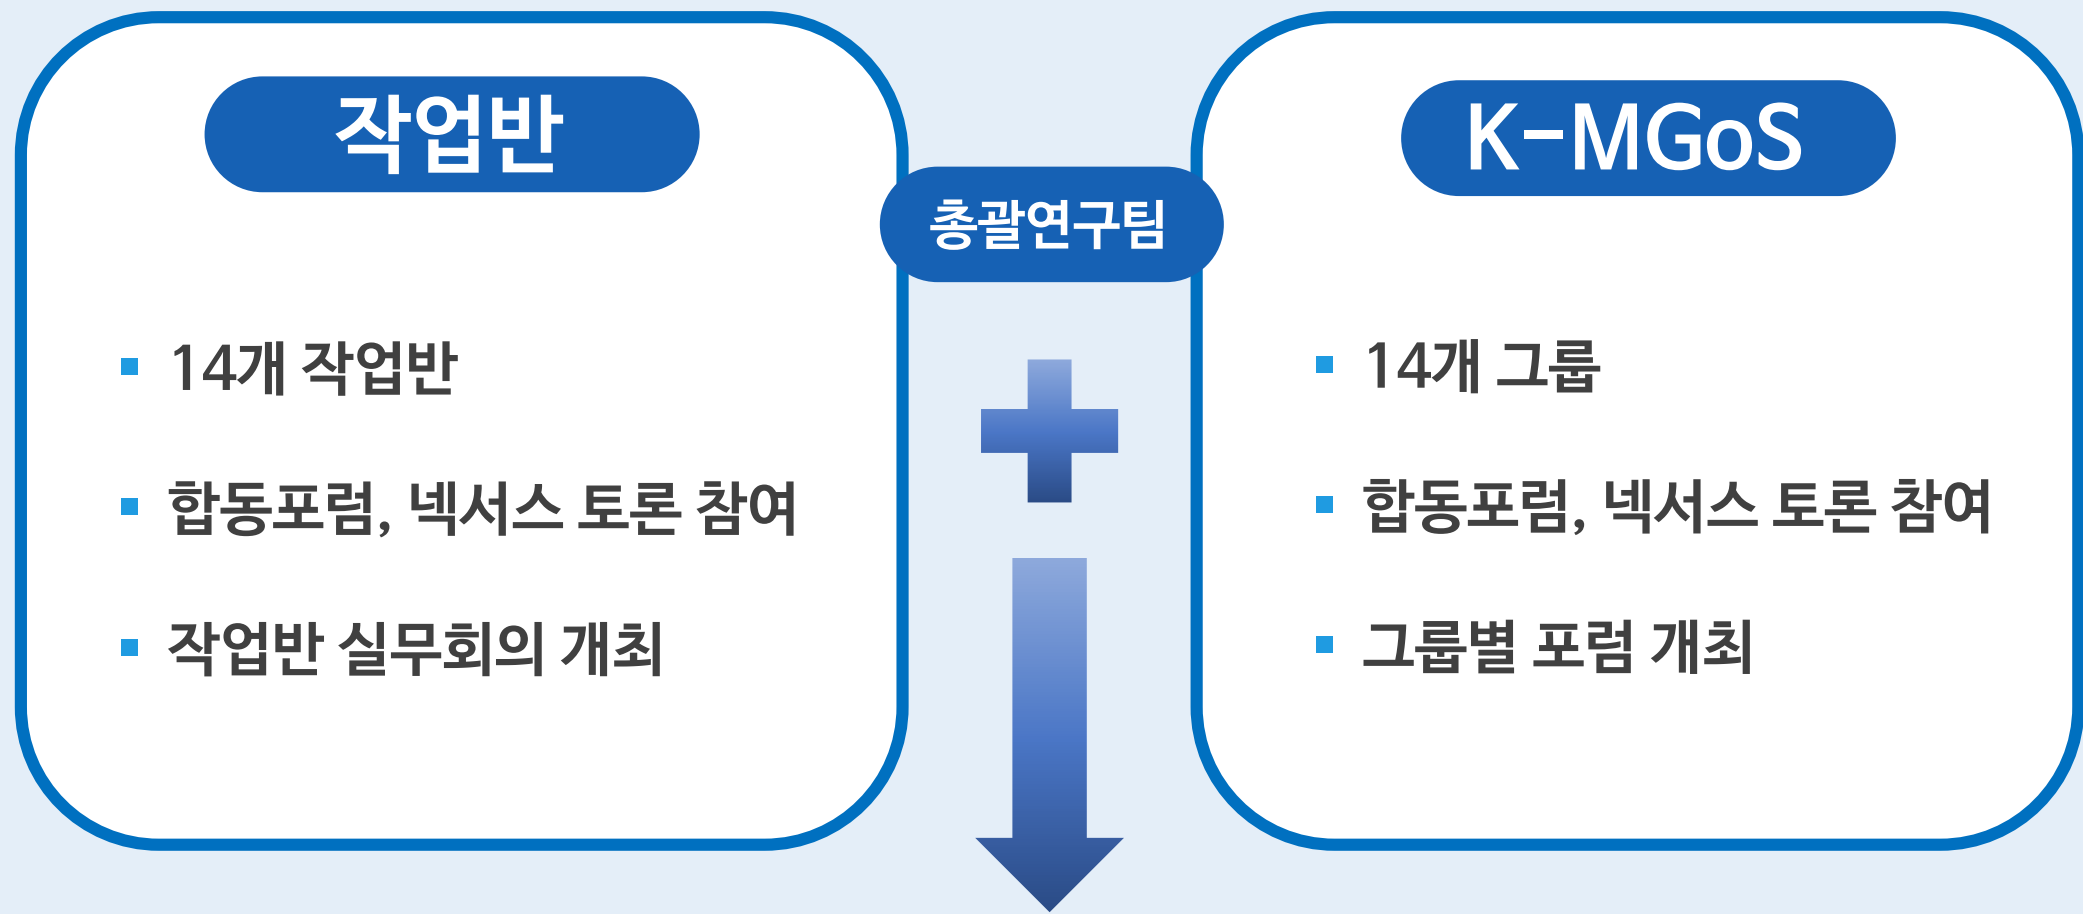 작업반
14개 작업반
합동포럼, 넥서스 토론 참여
작업반 실무회의 개최
총괄연구팀
K-MGoS
14개 그룹
합동포럼, 넥서스 토론 참여
그룹별 포럼 개최